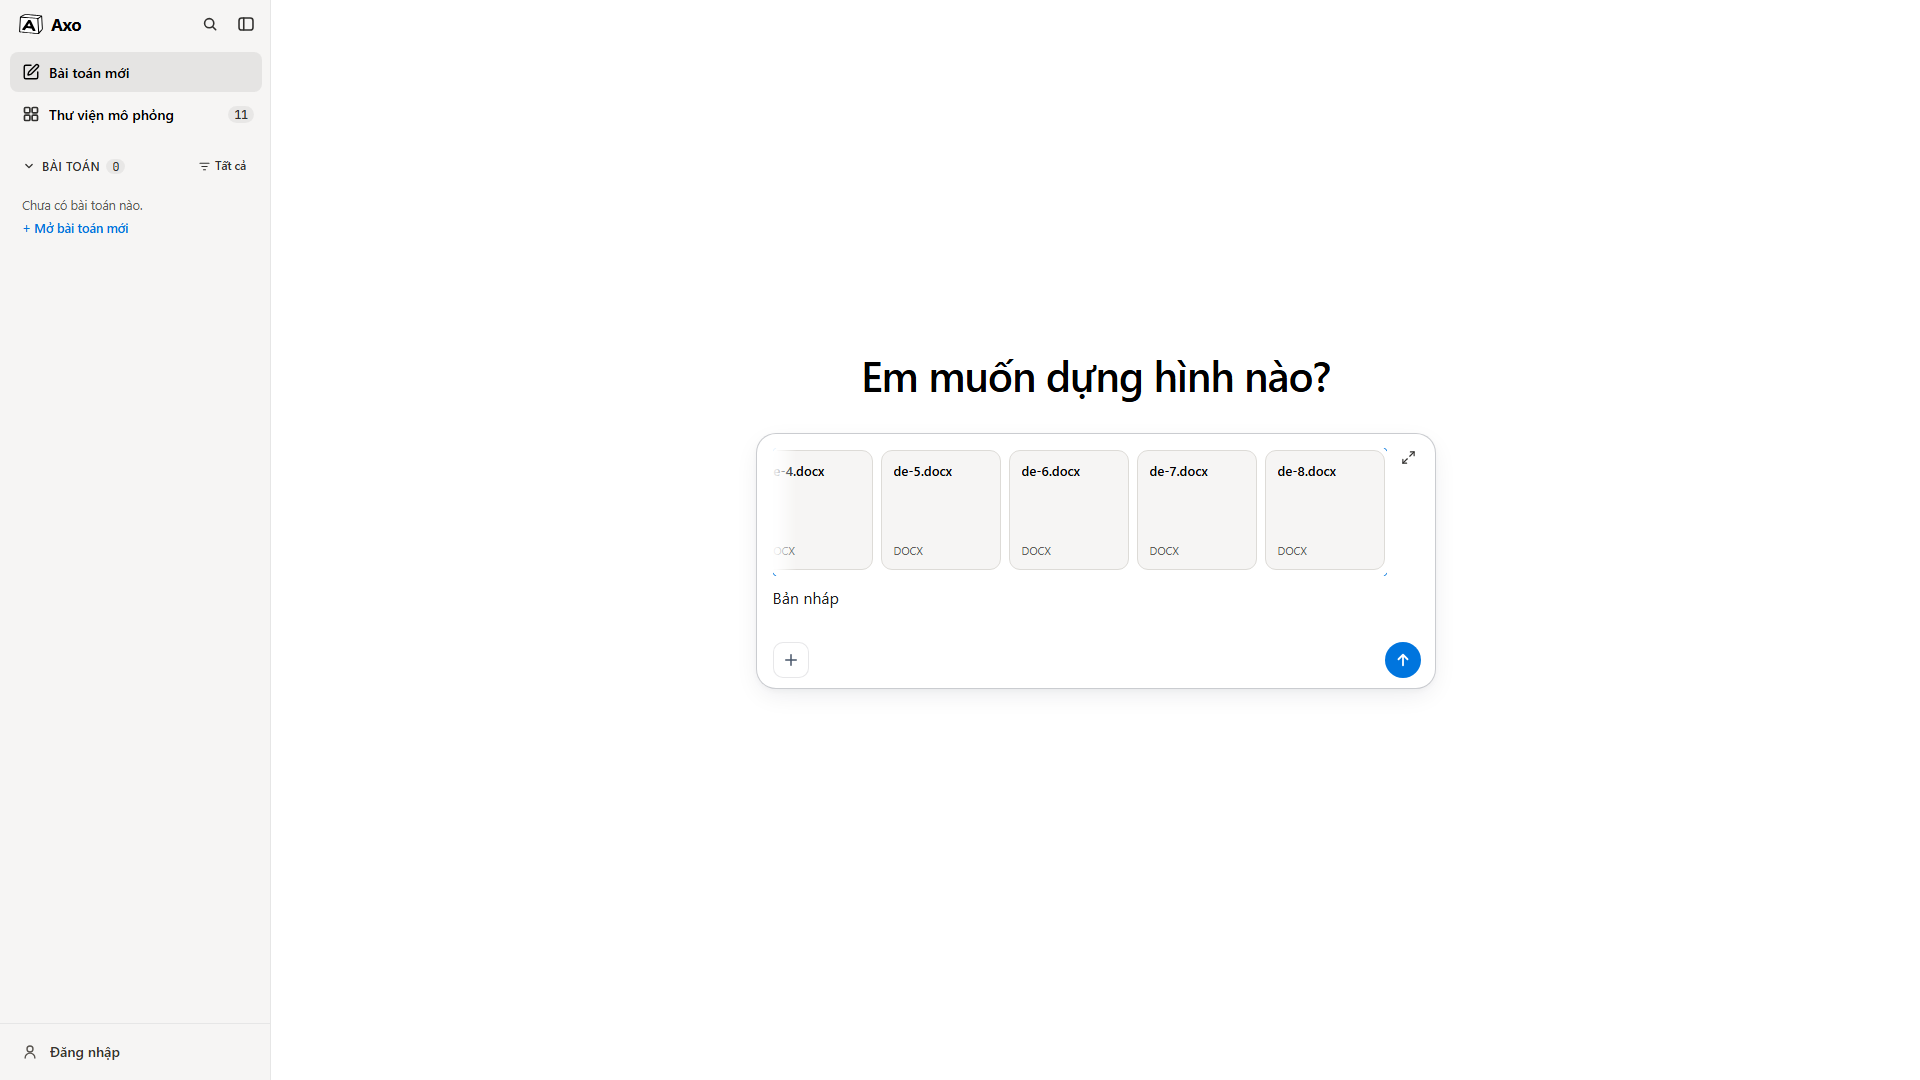 Axo
Bài toán mới
Thư viện mô phỏng 11
BÀI TOÁN 0 Tất cả
Chưa có bài toán nào.
+ Mở bài toán mới
Đăng nhập
Em muốn dựng hình nào?
e-4.docx de-5.docx de-6.docx de-7.docx de-8.docx
OCX DOCX DOCX DOCX DOCX
Bản nháp